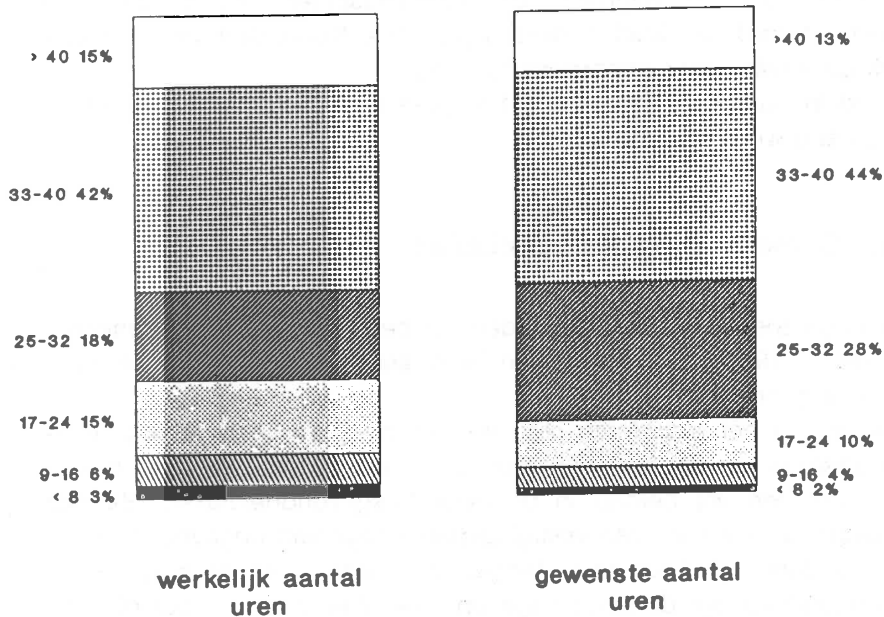 > 40 15%
33-40 42%
25-32 18%
17-24 15%
9-16 6%
< 8 3%
werkelijk aantal
uren
>40 13%
33-40 44%
25-32 28%
17-24 10%
9-16 4%
< 8 2%
gewenste aantal
uren